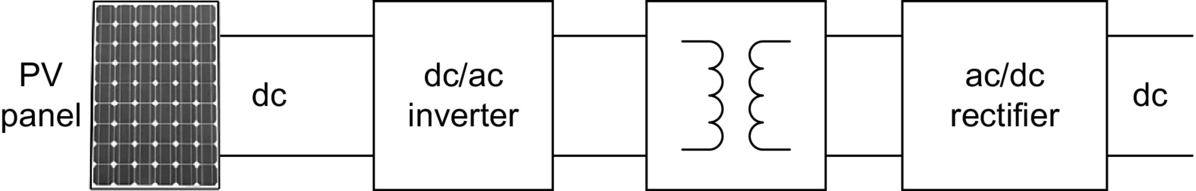 PV
panel
dc
dc/ac
inverter
ac/dc
rectifier
dc